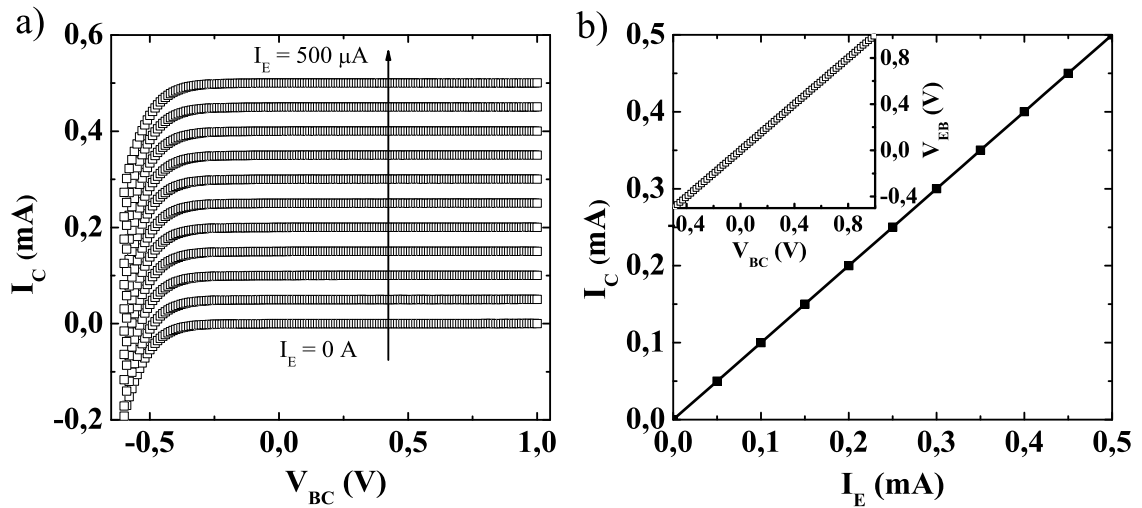 a)
0,6
0,4
0,2
0,0
-0,2
I_C (mA)
I_E = 500 μA
I_E = 0 A
-0,5 0,0 0,5 1,0
V_BC (V)
b)
0,5
0,4
0,3
0,2
0,1
0,0
I_C (mA)
0,8
0,4
0,0
-0,4
V_EB (V)
-0,4 0,0 0,4 0,8
V_BC (V)
0,0 0,1 0,2 0,3 0,4 0,5
I_E (mA)